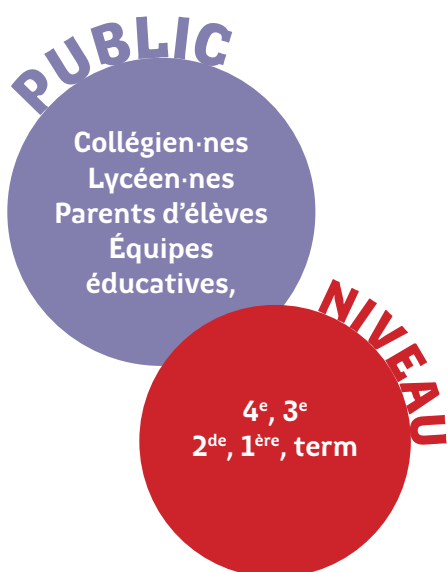 PUBLIC
Collégien·nes
Lycéen·nes
Parents d’élèves
Équipes
éducatives,
NIVEAU
4e, 3e
2de, 1ère, term